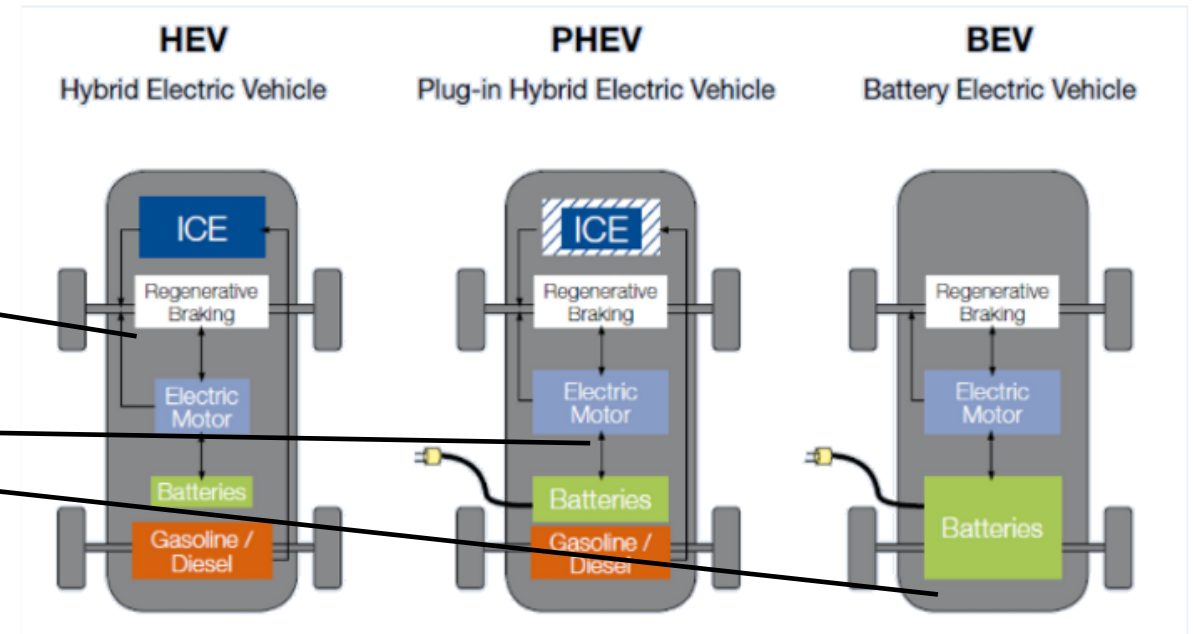 HEV
Hybrid Electric Vehicle
ICE
Regenerative
Braking
Electric
Motor
Batteries
Gasoline /
Diesel
PHEV
Plug-in Hybrid Electric Vehicle
ICE
Regenerative
Braking
Electric
Motor
Batteries
Gasoline /
Diesel
BEV
Battery Electric Vehicle
Regenerative
Braking
Electric
Motor
Batteries